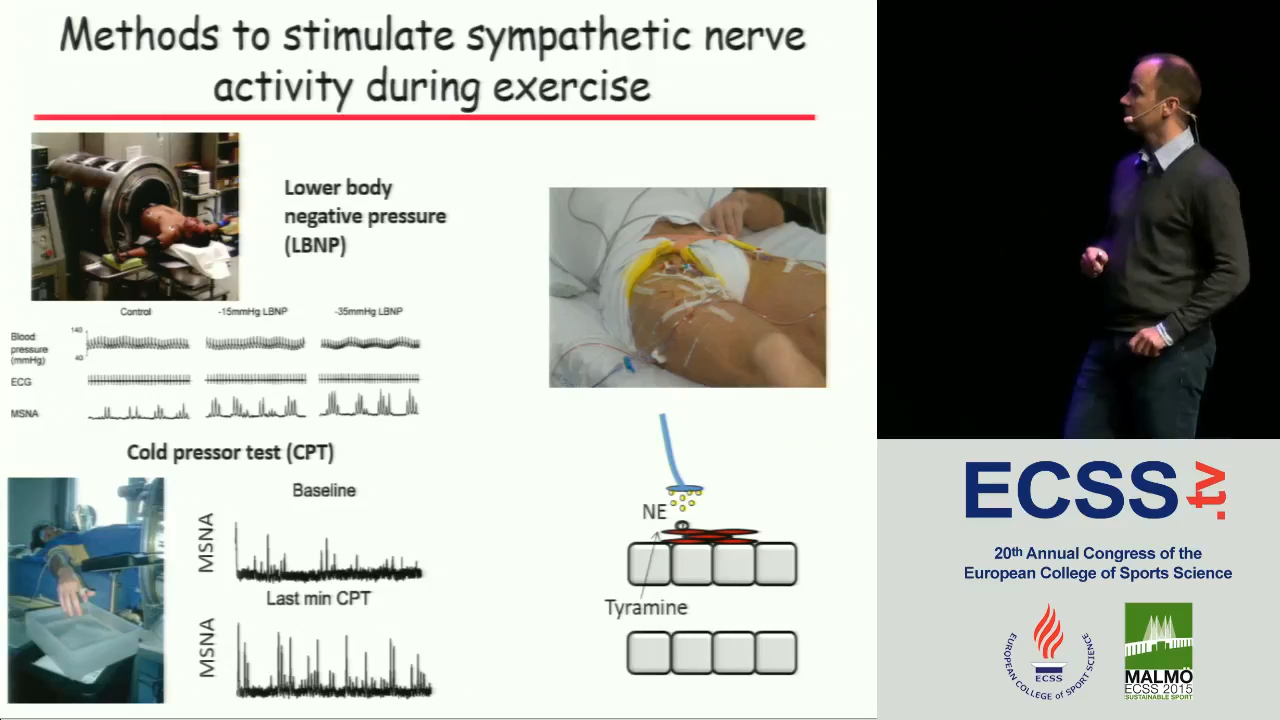 Methods to stimulate sympathetic nerve
activity during exercise
Lower body
negative pressure
(LBNP)
Control
-15mmHg LBNP
-35mmHg LBNP
Blood
pressure
(mmHg)
140
40
ECG
MSNA
Cold pressor test (CPT)
Baseline
MSNA
Last min CPT
MSNA
NE
Tyramine
ECSS.tv
20th Annual Congress of the
European College of Sports Science
EUROPEAN COLLEGE OF SPORT SCIENCE
ECSS
MALMÖ
ECSS 2015
SUSTAINABLE SPORT